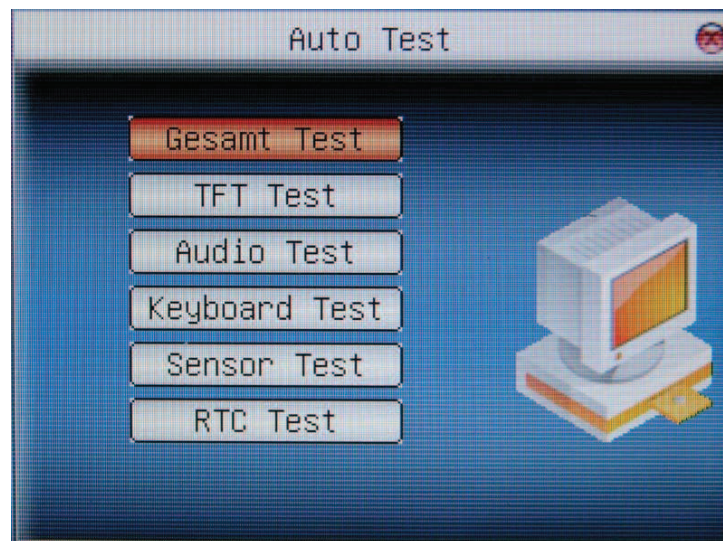 Auto Test
Gesamt Test
TFT Test
Audio Test
Keyboard Test
Sensor Test
RTC Test